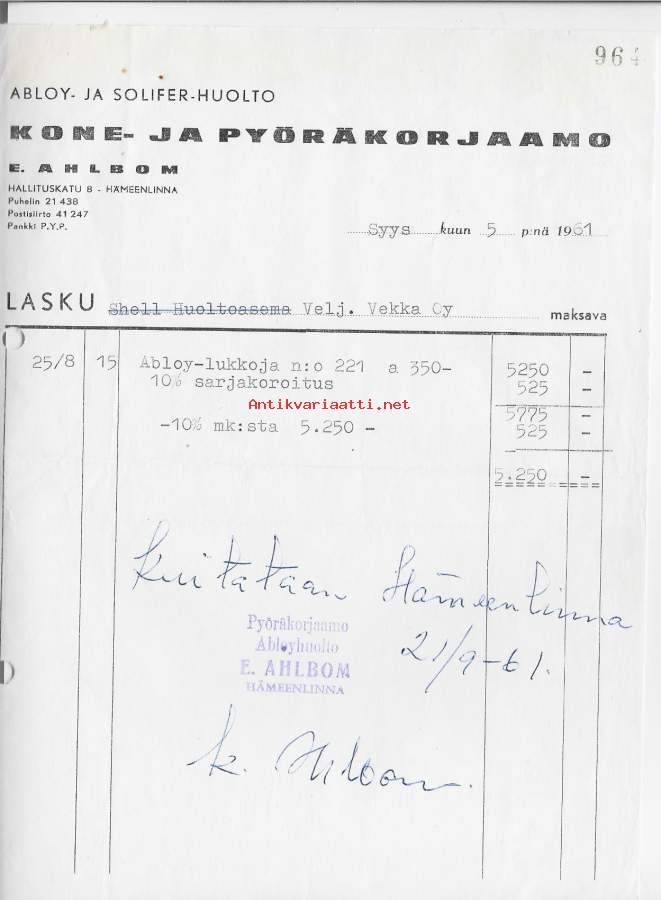 964
ABLOY- JA SOLIFER-HUOLTO
KONE- JA PYÖRÄKORJAAMO
E. AHLBOM
HALLITUSKATU 8 - HÄMEENLINNA
Puhelin 21 438
Postisiirto 41 247
Pankki P.Y.P.
Syys kuun 5 p:nä 1961
LASKU Shell Huoltoasema Velj. Vekka Oy maksava
25/8 15 Abloy-lukkoja n:o 221 a 350- 5250 -
10% sarjakoroitus 525 -
Antikvariaatti.net
5775 -
-10% mk:sta 5.250 - 525 -
5.250 -
Kuitataan Hämeenlinna
21/9-61.
Pyöräkorjaamo
Abloyhuolto
E. AHLBOM
HÄMEENLINNA
K. Ahlbom.